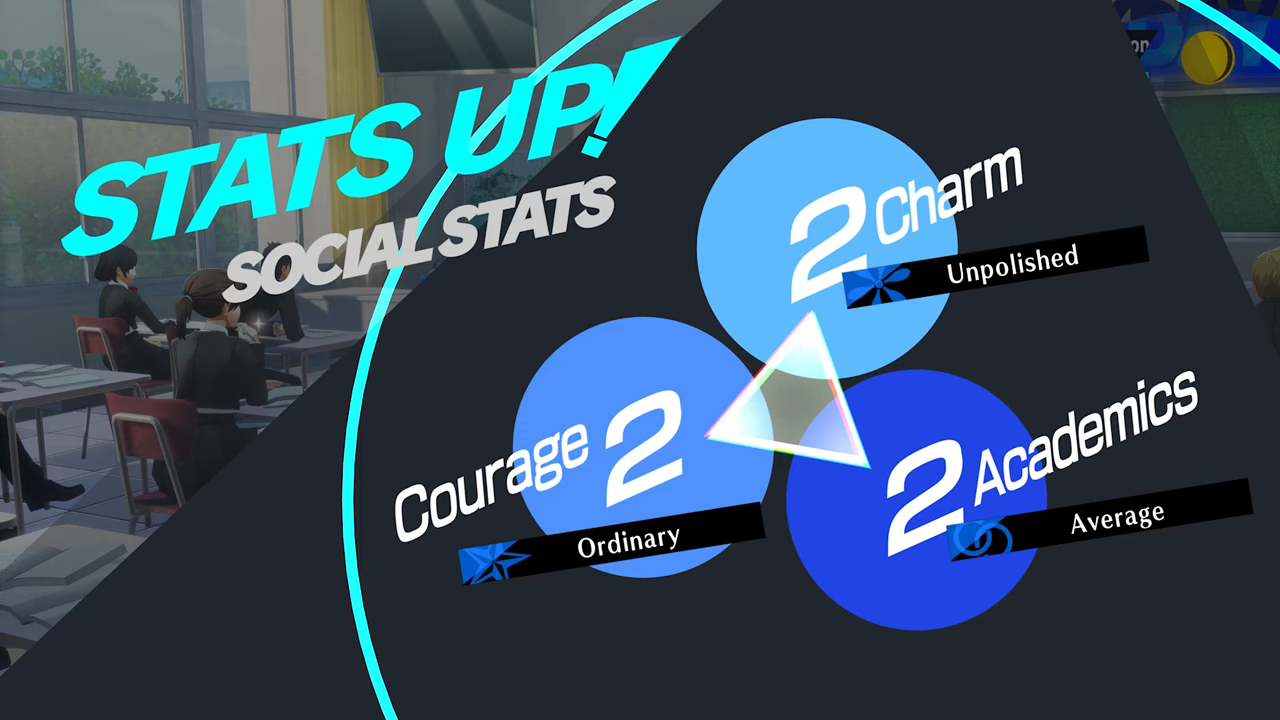 STATS UP!
SOCIAL STATS
2 Charm
Unpolished
Courage 2
Ordinary
2 Academics
Average